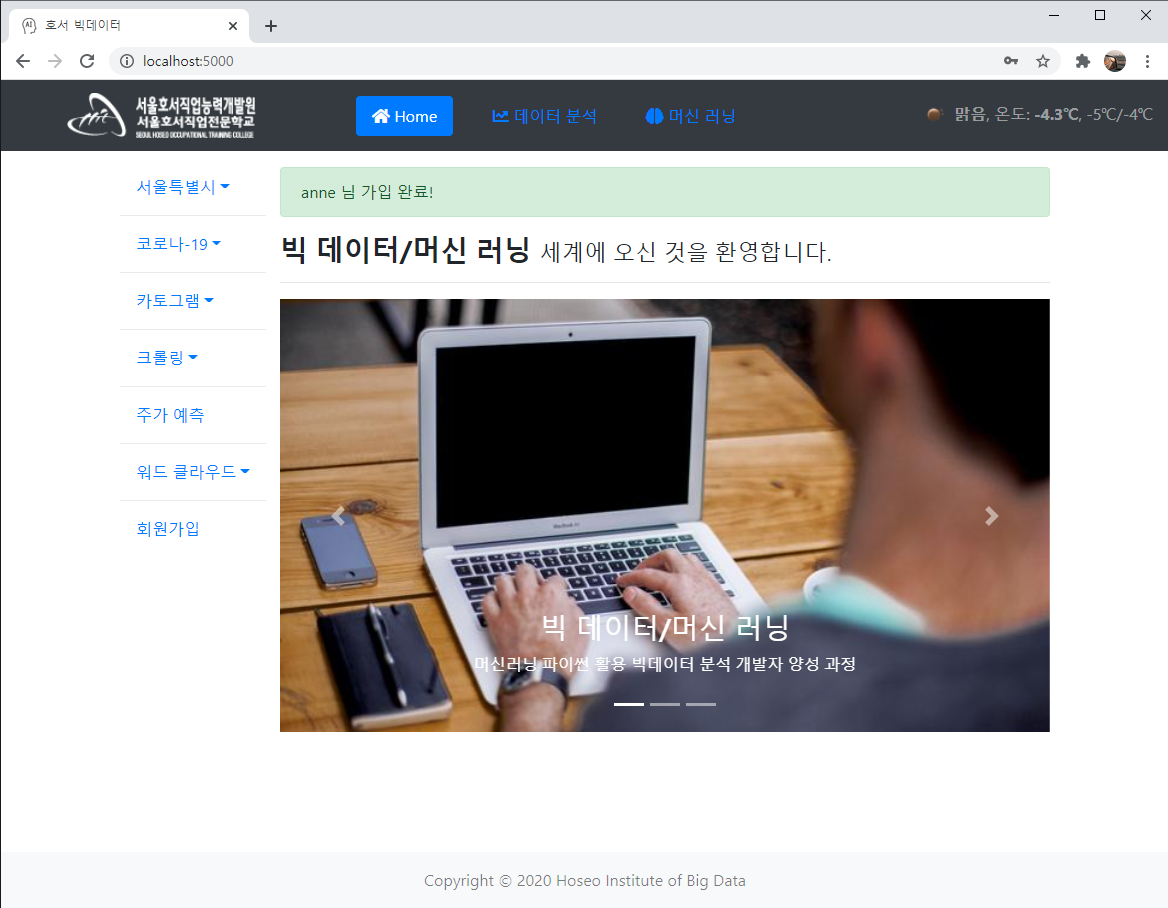 호서 빅데이터
localhost:5000
서울호서직업능력개발원
서울호서직업전문학교
SEOUL HOSEO OCCUPATIONAL TRAINING COLLEGE
Home
데이터 분석
머신 러닝
맑음, 온도: -4.3℃, -5℃/-4℃
서울특별시
코로나-19
카토그램
크롤링
주가 예측
워드 클라우드
회원가입
anne 님 가입 완료!
빅 데이터/머신 러닝 세계에 오신 것을 환영합니다.
MacBook Air
빅 데이터/머신 러닝
머신러닝 파이썬 활용 빅데이터 분석 개발자 양성 과정
Copyright © 2020 Hoseo Institute of Big Data